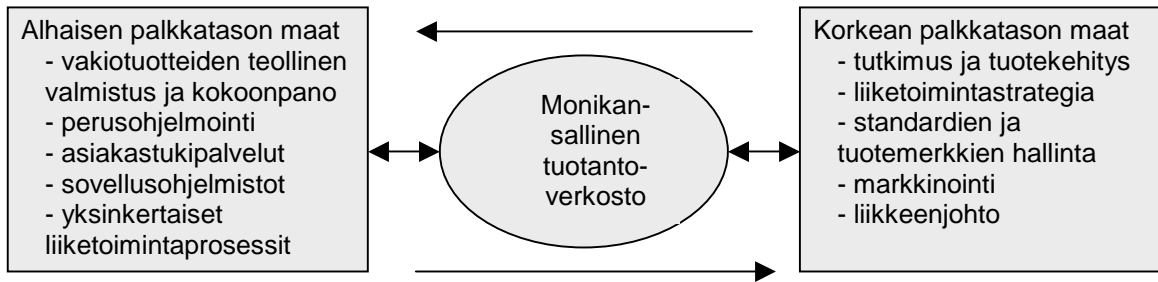 Alhaisen palkkatason maat
- vakiotuotteiden teollinen
valmistus ja kokoonpano
- perusohjelmointi
- asiakastukipalvelut
- sovellusohjelmistot
- yksinkertaiset
liiketoimintaprosessit
Monikan-
sallinen
tuotanto-
verkosto
Korkean palkkatason maat
- tutkimus ja tuotekehitys
- liiketoimintastrategia
- standardien ja
tuotemerkkien hallinta
- markkinointi
- liikkeenjohto